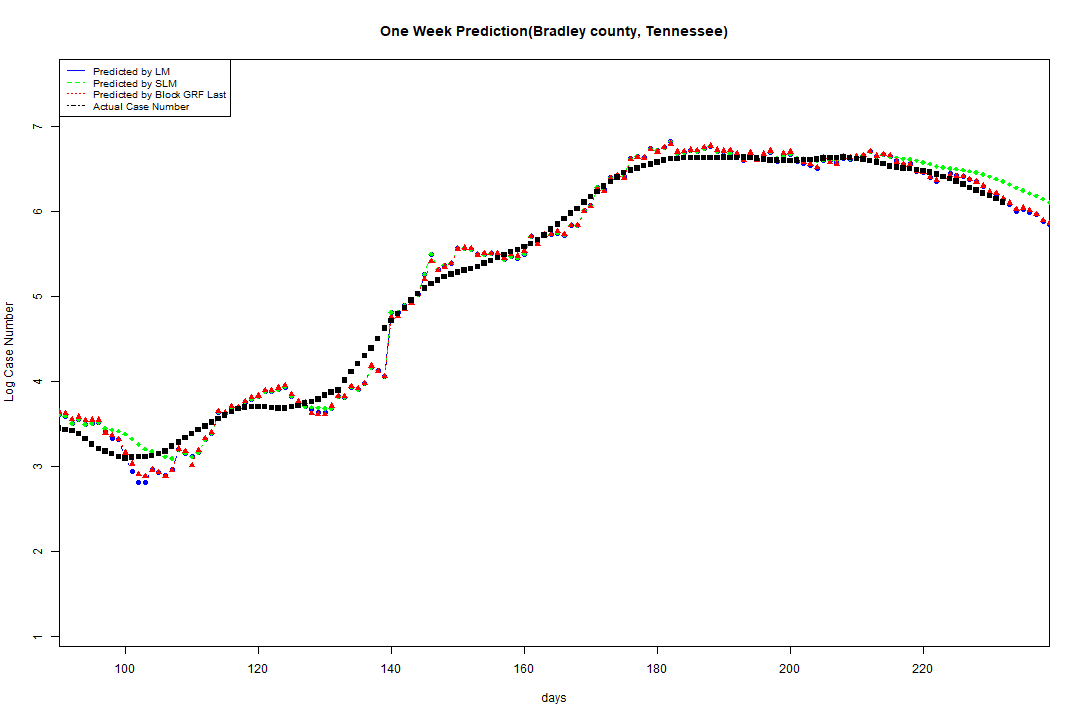 One Week Prediction(Bradley county, Tennessee)
Predicted by LM
Predicted by SLM
Predicted by Block GRF Last
Actual Case Number
7
6
5
4
3
2
1
Log Case Number
100 120 140 160 180 200 220
days